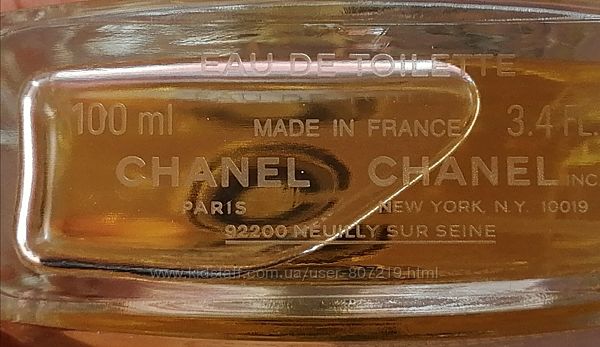 EAU DE TOILETTE
100 ml MADE IN FRANCE 3.4 FL.
CHANEL CHANEL INC
PARIS NEW YORK, N.Y. 10019
92200 NEUILLY SUR SEINE
www.kidstaff.com.ua/user-807219.html